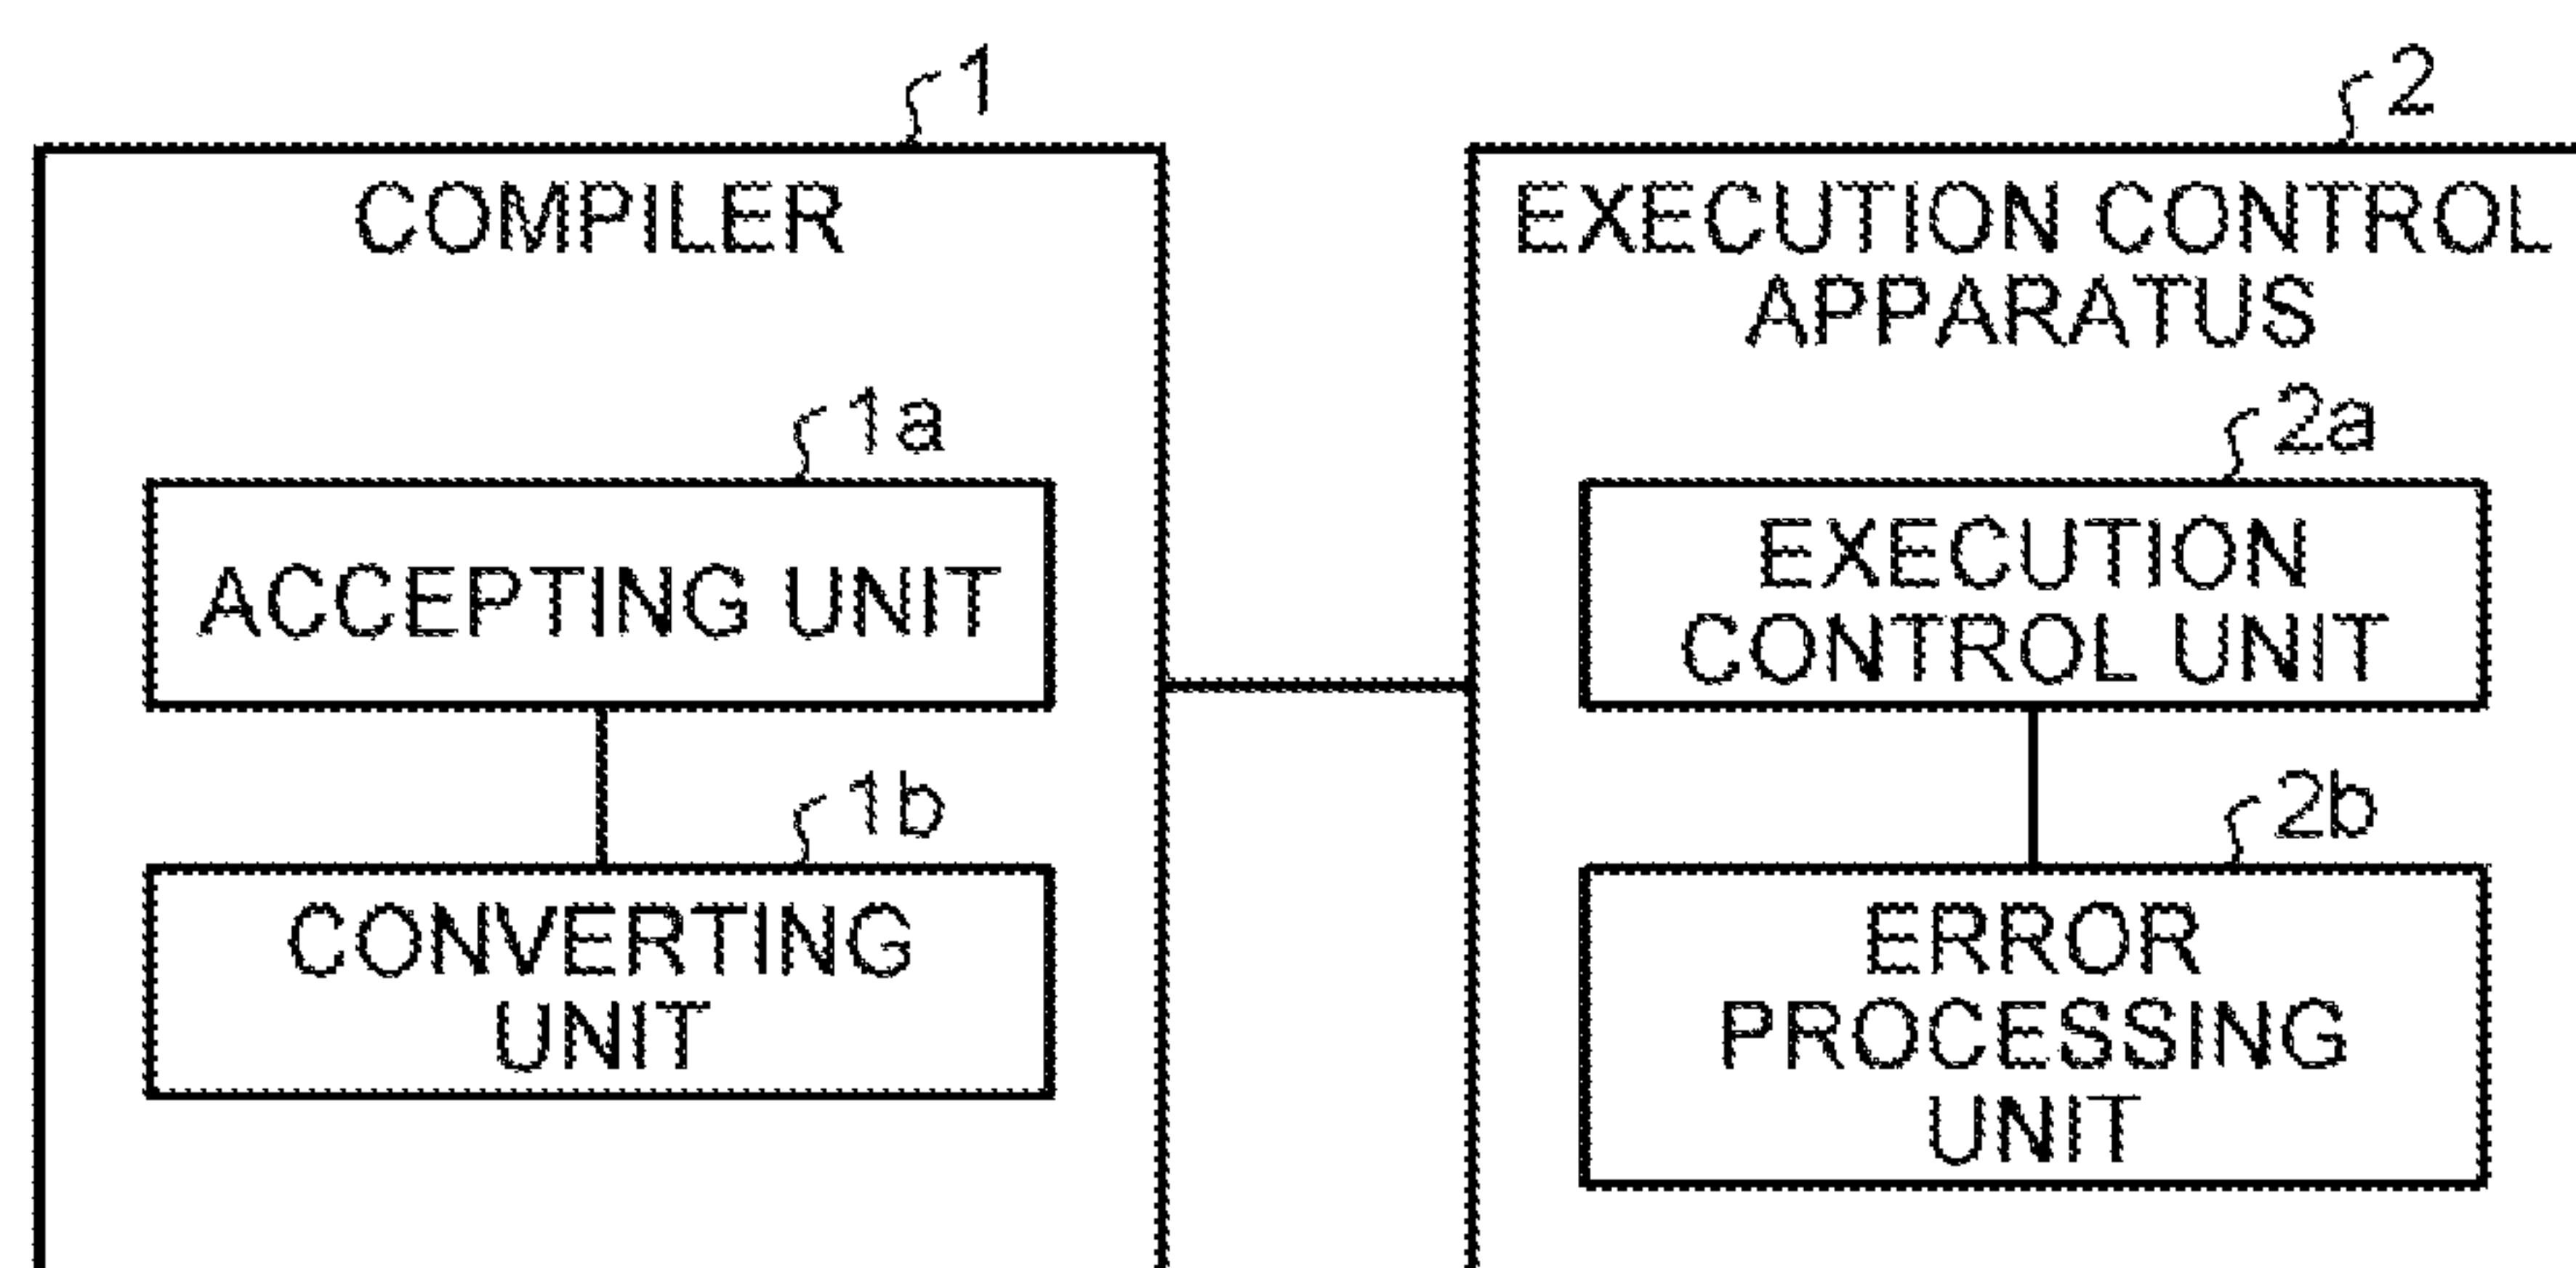 1
COMPILER
1a
ACCEPTING UNIT
1b
CONVERTING
UNIT
2
EXECUTION CONTROL
APPARATUS
2a
EXECUTION
CONTROL UNIT
2b
ERROR
PROCESSING
UNIT